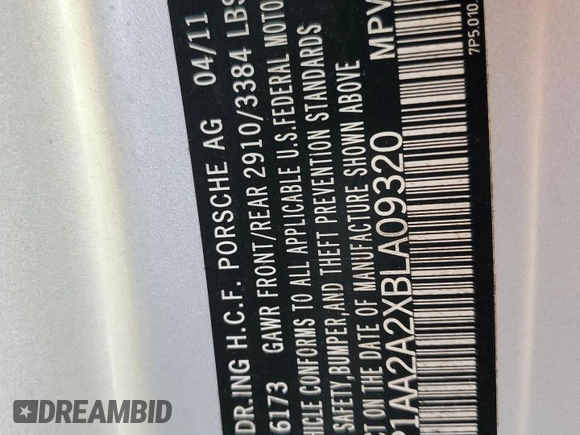 DR.ING H.C.F. PORSCHE AG 04/11
6173 GAWR FRONT/REAR 2910/3384 LBS
HICLE CONFORMS TO ALL APPLICABLE U.S.FEDERAL MOTO
SAFETY,BUMPER,AND THEFT PREVENTION STANDARDS
CT ON THE DATE OF MANUFACTURE SHOWN ABOVE
1AA2A2XBLA09320 MPV
7P5.010.
DREAMBID